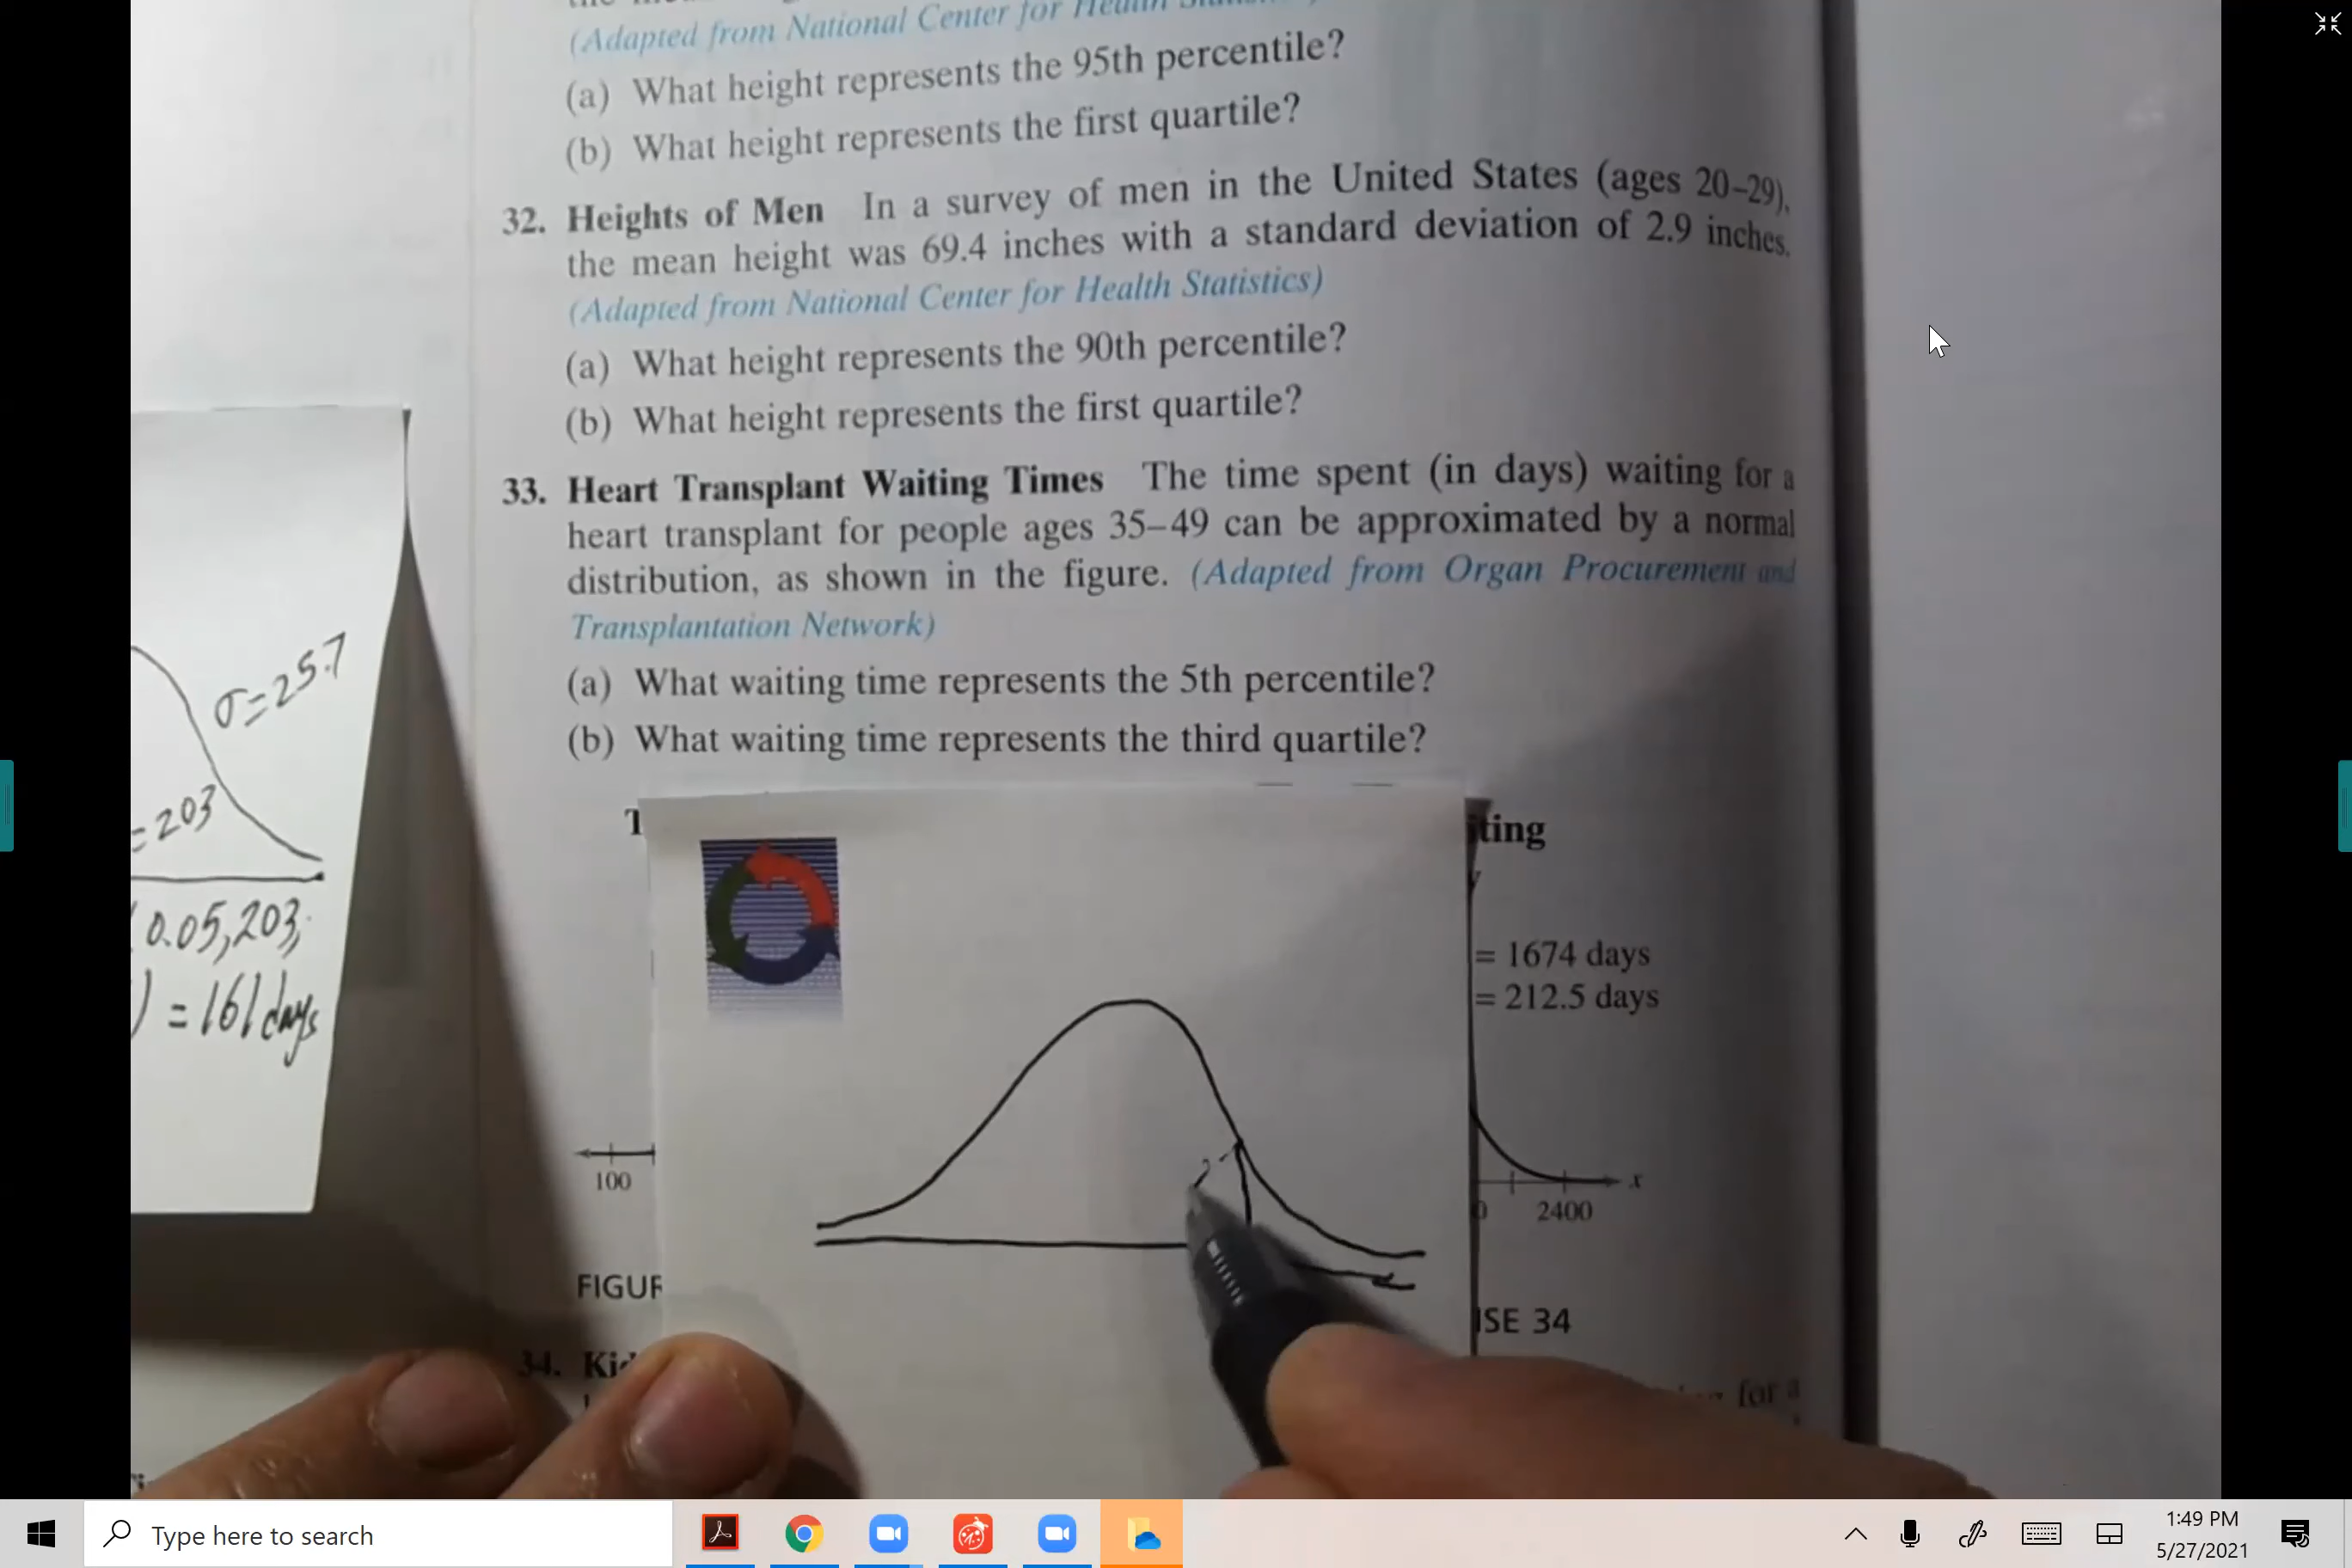 (Adapted from National Center for Health
(a) What height represents the 95th percentile?
(b) What height represents the first quartile?
32. Heights of Men In a survey of men in the United States (ages 20–29),
the mean height was 69.4 inches with a standard deviation of 2.9 inches.
(Adapted from National Center for Health Statistics)
(a) What height represents the 90th percentile?
(b) What height represents the first quartile?
33. Heart Transplant Waiting Times The time spent (in days) waiting for a
heart transplant for people ages 35–49 can be approximated by a normal
distribution, as shown in the figure. (Adapted from Organ Procurement and
Transplantation Network)
(a) What waiting time represents the 5th percentile?
(b) What waiting time represents the third quartile?
σ=25.7
=203
0.05,203,
) =161 days
T
iting
= 1674 days
= 212.5 days
100
0 2400 x
FIGUR
ISE 34
34. Ki
for a
Type here to search
1:49 PM
5/27/2021